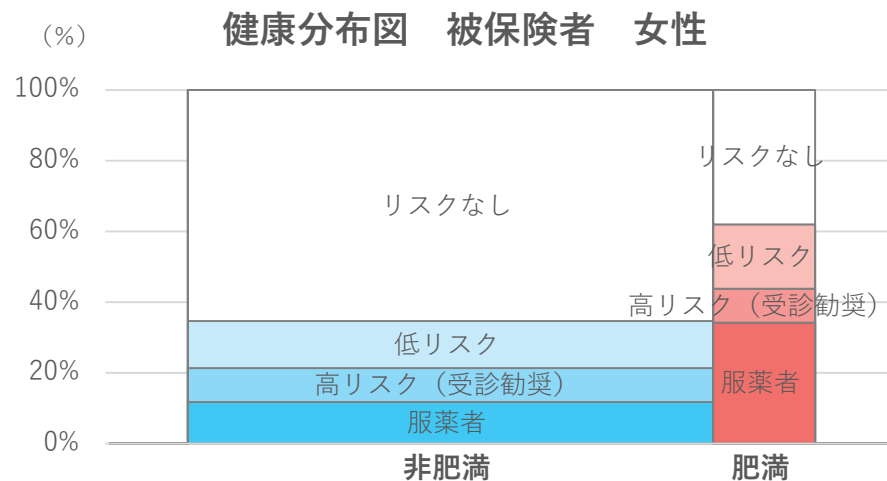 健康分布図　被保険者　女性
（%）
100%
80%
60%
40%
20%
0%
リスクなし
低リスク
高リスク（受診勧奨）
服薬者
リスクなし
低リスク
高リスク（受診勧奨）
服薬者
非肥満
肥満